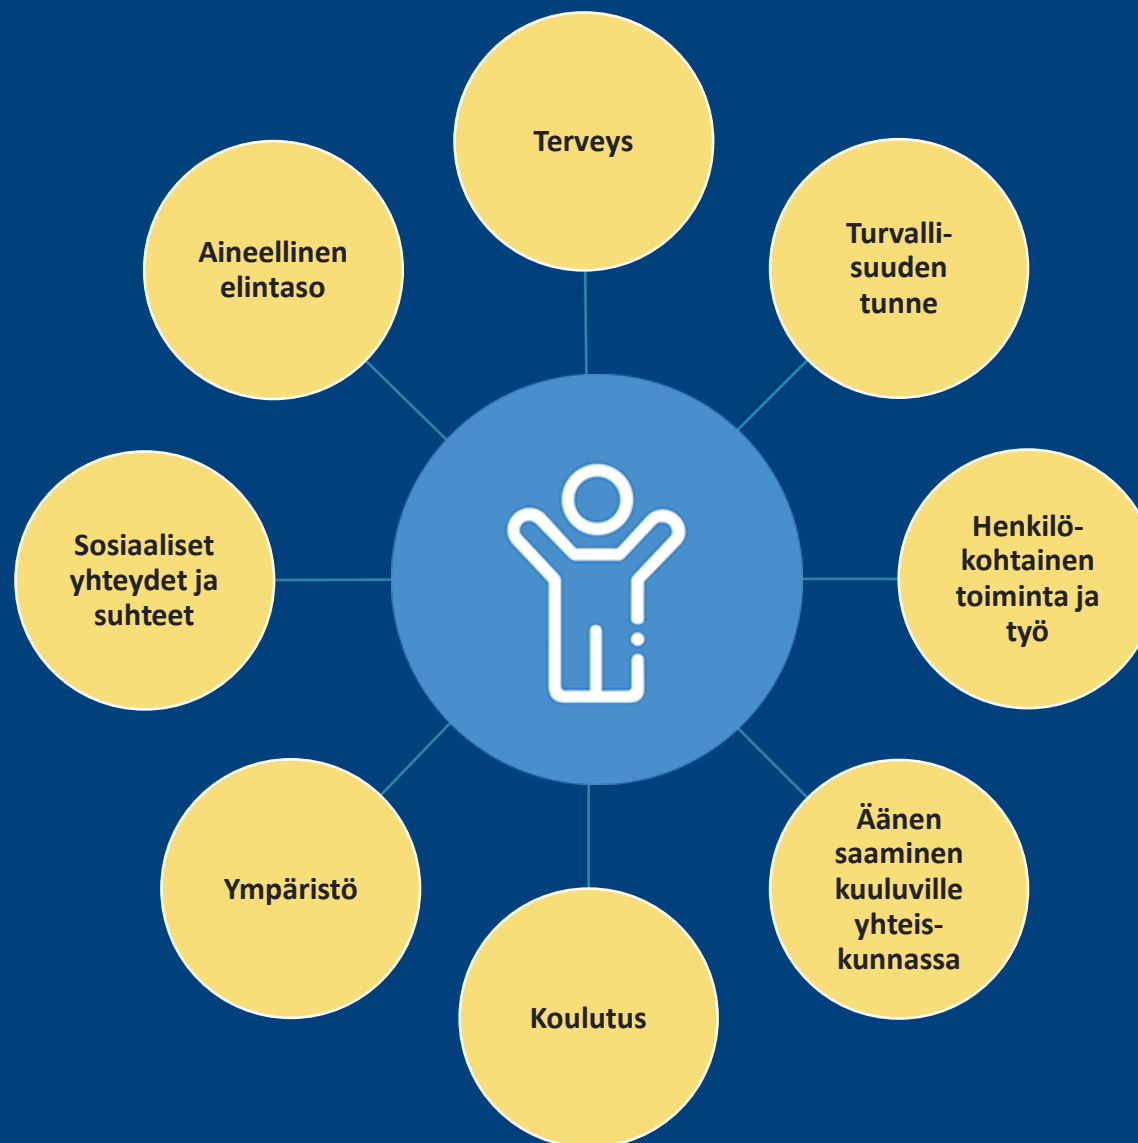 Terveys
Turvalli-
suuden
tunne
Henkilö-
kohtainen
toiminta ja
työ
Äänen
saaminen
kuuluville
yhteis-
kunnassa
Koulutus
Ympäristö
Sosiaaliset
yhteydet ja
suhteet
Aineellinen
elintaso